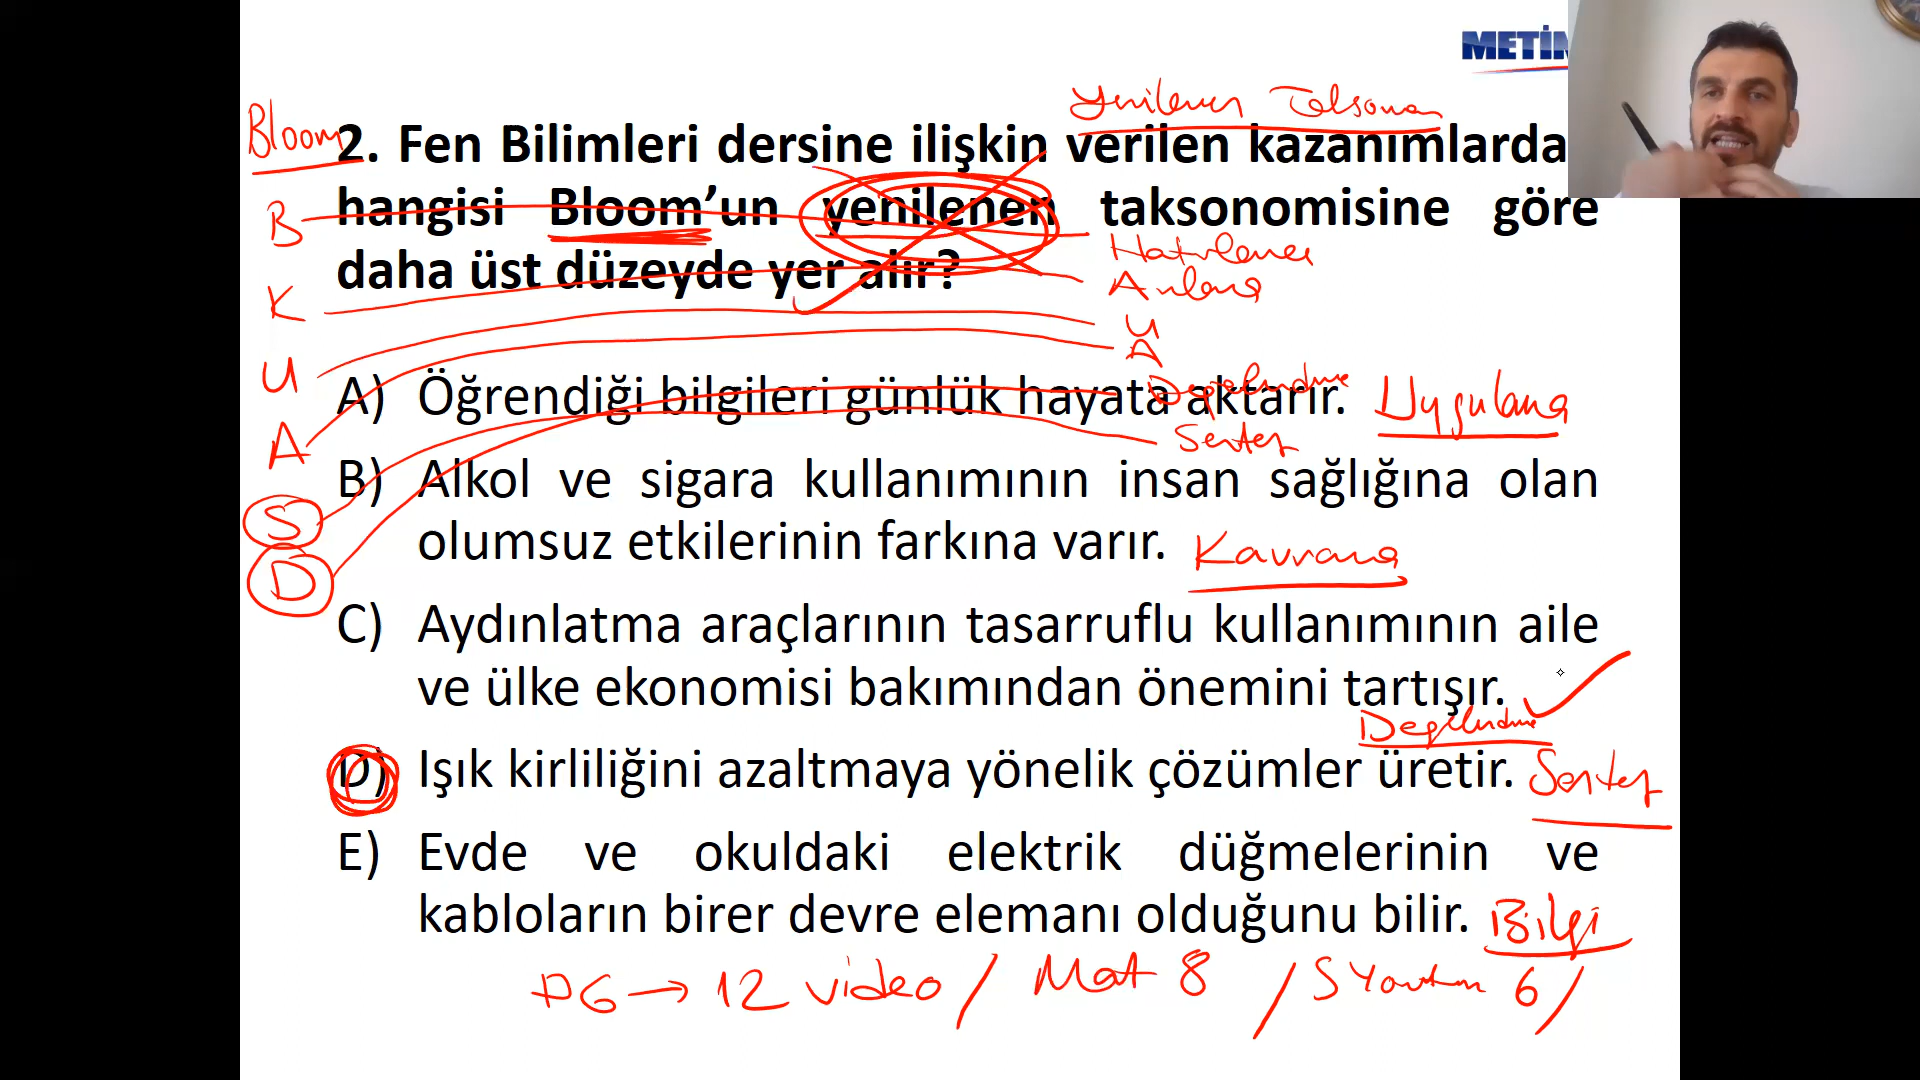 METİ
Yenilenen Taksonomi
Bloom
2. Fen Bilimleri dersine ilişkin verilen kazanımlarda
hangisi Bloom'un yenilenen taksonomisine göre
daha üst düzeyde yer alır?
B
K
U
A
S
D
Hatırlama
Anlama
U
A
Değerlendirme
Sentez
A) Öğrendiği bilgileri günlük hayata aktarır. Uygulama
B) Alkol ve sigara kullanımının insan sağlığına olan
olumsuz etkilerinin farkına varır. Kavrama
C) Aydınlatma araçlarının tasarruflu kullanımının aile
ve ülke ekonomisi bakımından önemini tartışır.
Değerlendirme
D) Işık kirliliğini azaltmaya yönelik çözümler üretir. Sentez
E) Evde ve okuldaki elektrik düğmelerinin ve
kabloların birer devre elemanı olduğunu bilir. Bilgi
PG → 12 video / Mat 8 / S Yöntem 6 /